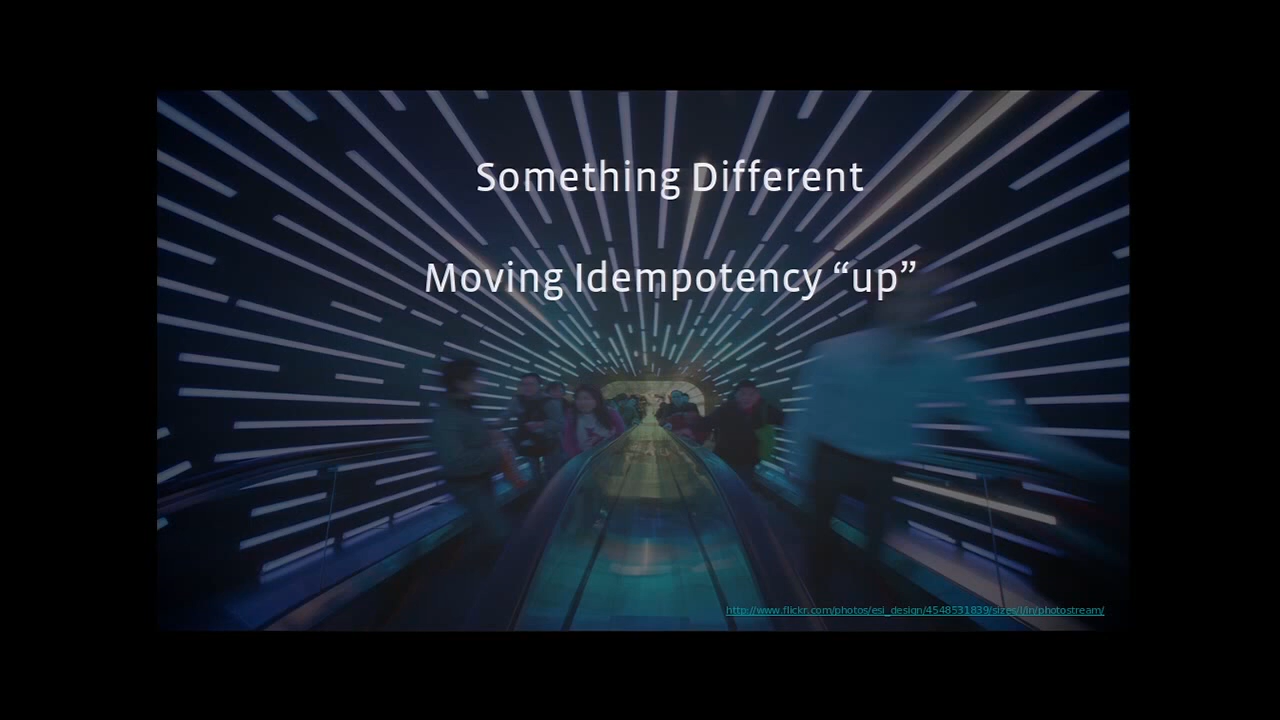 Something Different
Moving Idempotency “up”
http://www.flickr.com/photos/esi_design/4548531839/sizes/l/in/photostream/